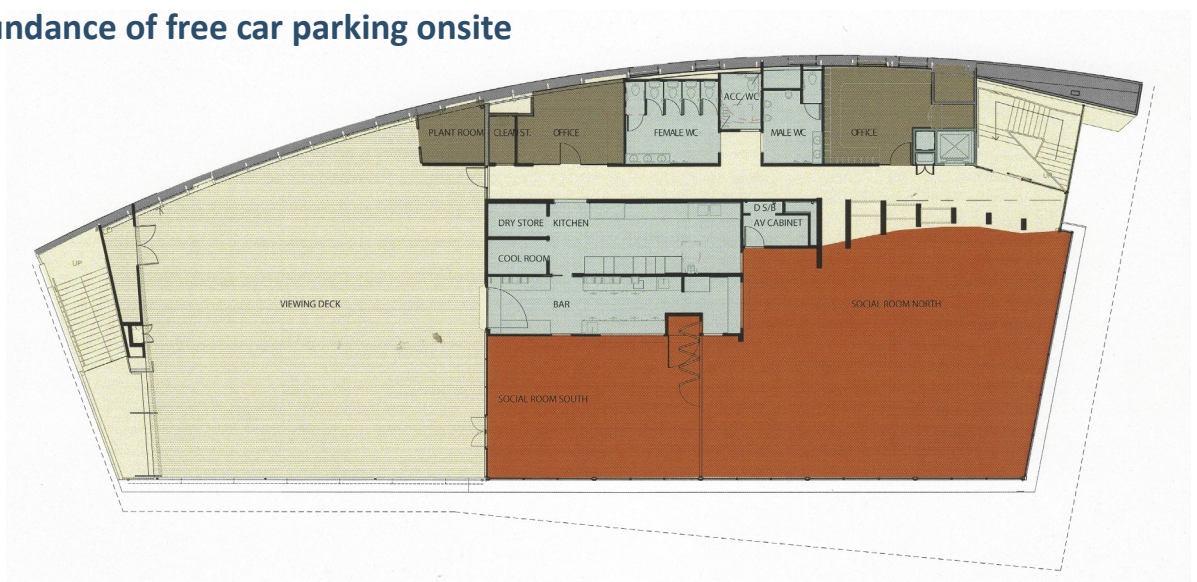 undance of free car parking onsite
ACC/WC
PLANT ROOM
CLEAN ST.
OFFICE
FEMALE WC
MALE WC
OFFICE
D S/B
DRY STORE
KITCHEN
AV CABINET
UP
COOL ROOM
VIEWING DECK
BAR
SOCIAL ROOM NORTH
SOCIAL ROOM SOUTH